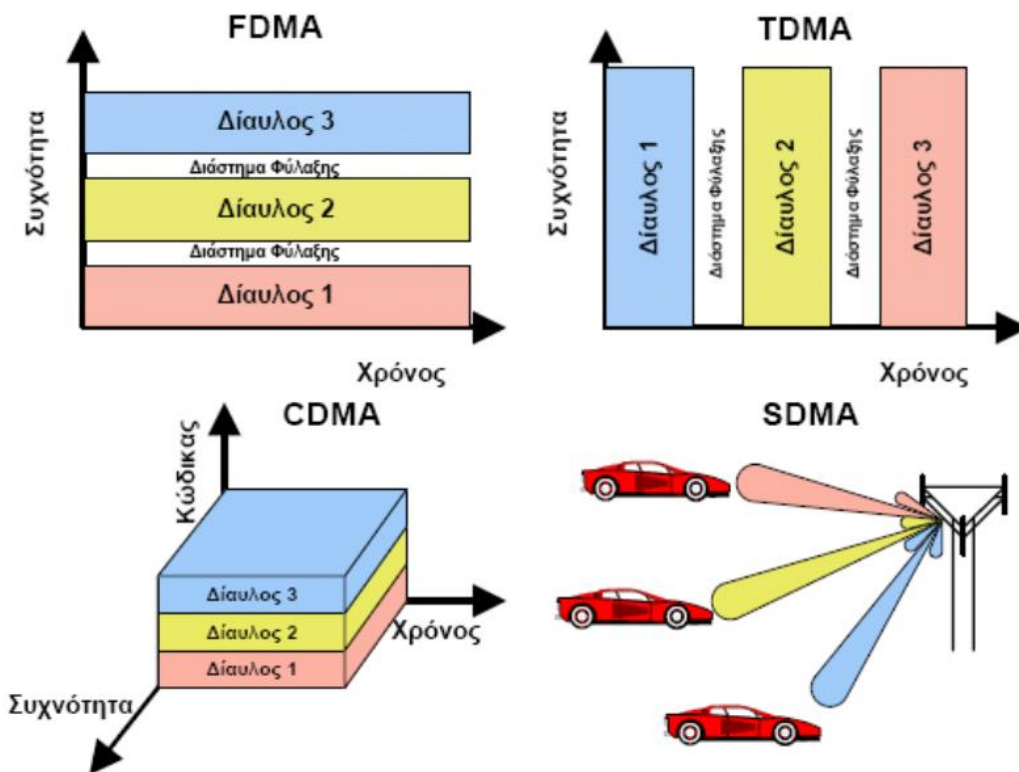 FDMA
Συχνότητα
Δίαυλος 3
Διάστημα Φύλαξης
Δίαυλος 2
Διάστημα Φύλαξης
Δίαυλος 1
Χρόνος
TDMA
Συχνότητα
Δίαυλος 1
Διάστημα Φύλαξης
Δίαυλος 2
Διάστημα Φύλαξης
Δίαυλος 3
Χρόνος
CDMA
Κώδικας
Δίαυλος 3
Δίαυλος 2
Δίαυλος 1
Χρόνος
Συχνότητα
SDMA